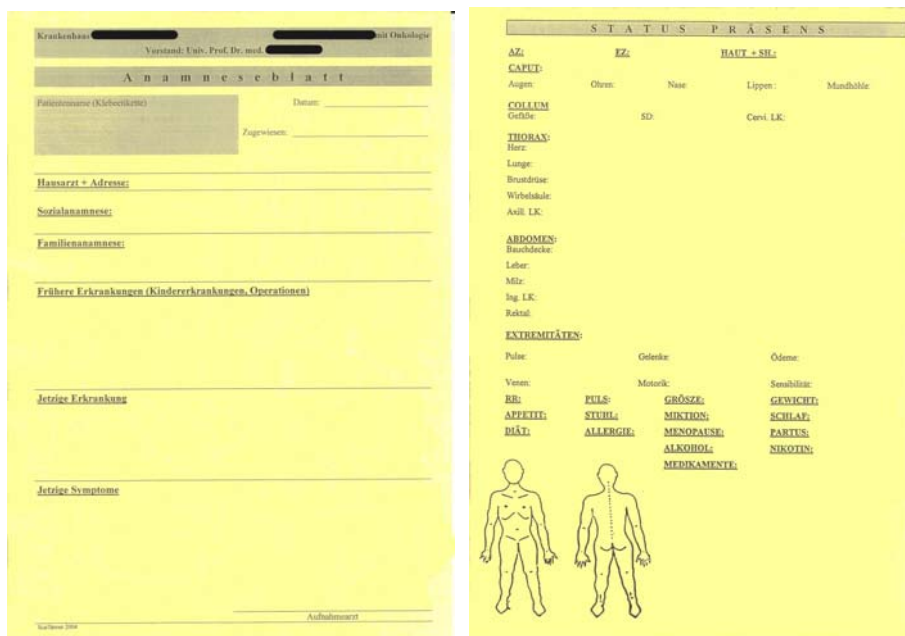 Krankenhaus mit Onkologie
Vorstand: Univ. Prof. Dr. med.
Anamneseblatt
Patientenname (Klebeetikette)
Datum:
Zugewiesen:
Hausarzt + Adresse:
Sozialanamnese:
Familienanamnese:
Frühere Erkrankungen (Kindererkrankungen, Operationen)
Jetzige Erkrankung
Jetzige Symptome
Aufnahmearzt
2004
STATUS PRÄSENS
AZ: EZ: HAUT + SH.:
CAPUT:
Augen: Ohren: Nase: Lippen: Mundhöhle:
COLLUM
Gefäße: SD: Cervi. LK:
THORAX:
Herz:
Lunge:
Brustdrüse:
Wirbelsäule:
Axill. LK:
ABDOMEN:
Bauchdecke:
Leber:
Milz:
Ing. LK:
Rektal:
EXTREMITÄTEN:
Pulse: Gelenke: Ödeme:
Venen: Motorik: Sensibilität:
RR: PULS: GRÖSZE: GEWICHT:
APPETIT: STUHL: MIKTION: SCHLAF:
DIÄT: ALLERGIE: MENOPAUSE: PARTUS:
ALKOHOL: NIKOTIN:
MEDIKAMENTE: